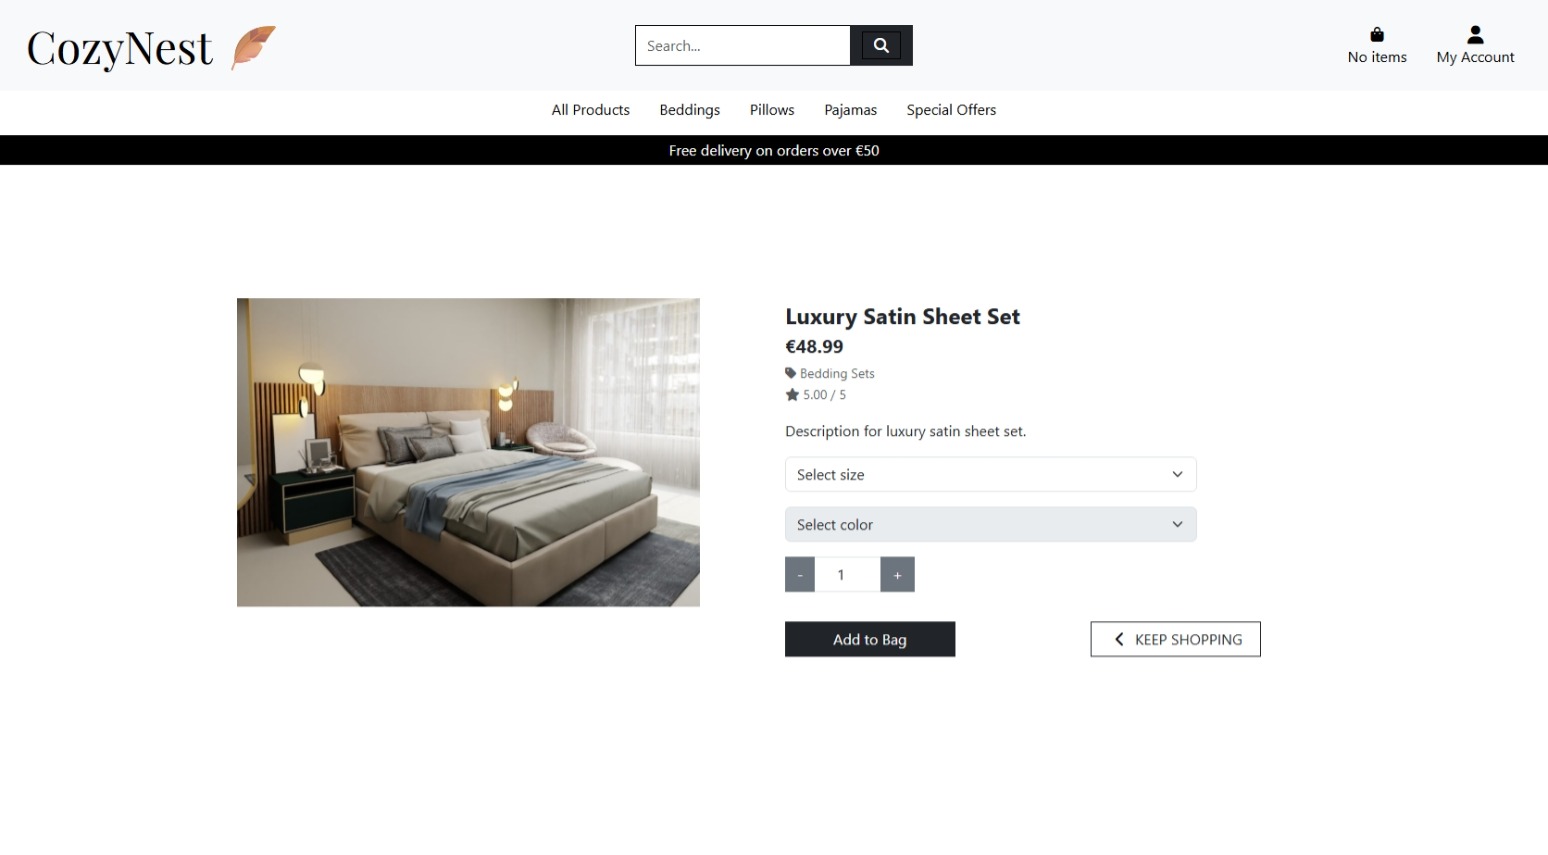 CozyNest
Search...
No items
My Account
All Products
Beddings
Pillows
Pajamas
Special Offers
Free delivery on orders over €50
Luxury Satin Sheet Set
€48.99
Bedding Sets
5.00 / 5
Description for luxury satin sheet set.
Select size
Select color
- 1 +
Add to Bag
KEEP SHOPPING